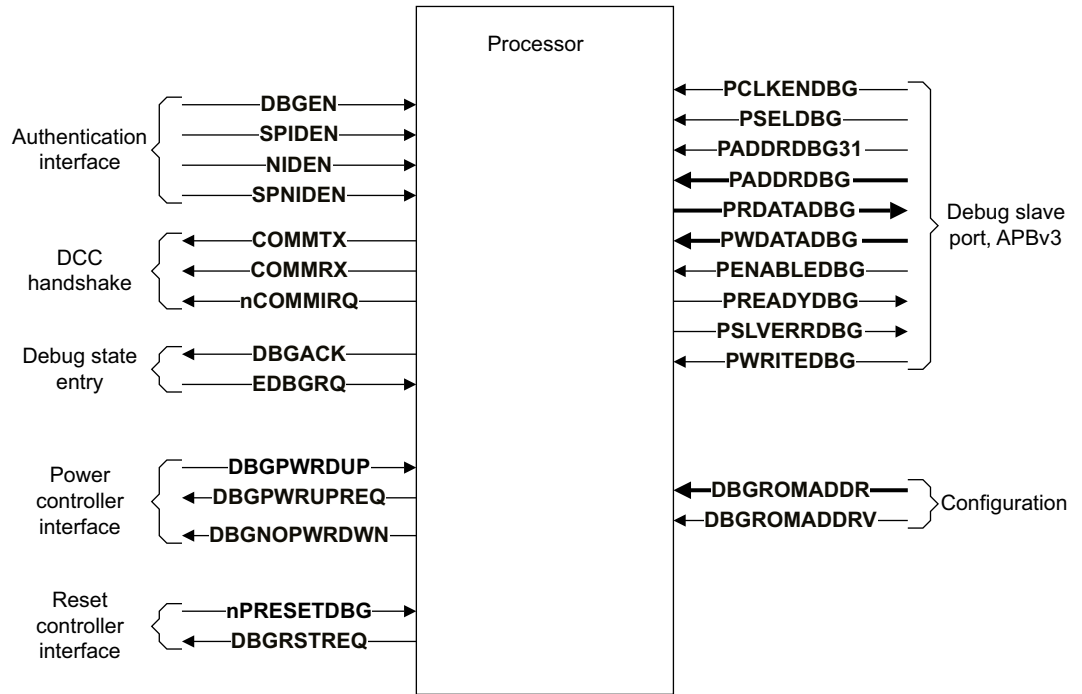 Processor
Authentication
interface
DBGEN
SPIDEN
NIDEN
SPNIDEN
DCC
handshake
COMMTX
COMMRX
nCOMMIRQ
Debug state
entry
DBGACK
EDBGRQ
Power
controller
interface
DBGPWRDUP
DBGPWRUPREQ
DBGNOPWRDWN
Reset
controller
interface
nPRESETDBG
DBGRSTREQ
PCLKENDBG
PSELDBG
PADDRDBG31
PADDRDBG
PRDATADBG
PWDATADBG
PENABLEDBG
PREADYDBG
PSLVERRDBG
PWRITEDBG
Debug slave
port, APBv3
DBGROMADDR
DBGROMADDRV
Configuration